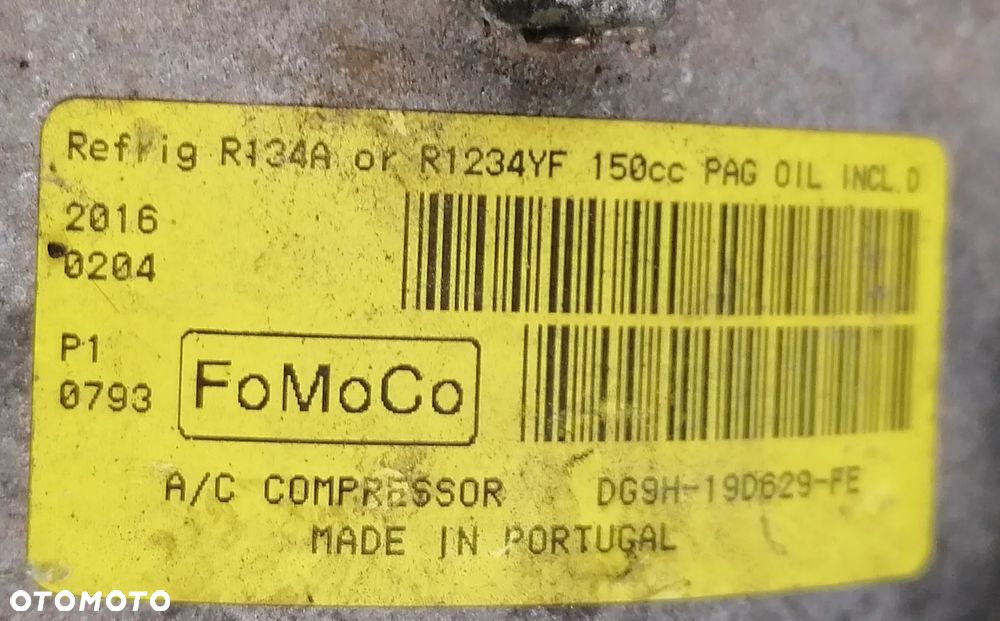 Refrig R134A or R1234YF 150cc PAG OIL INCL.D
2016
0204
P1
0793
FoMoCo
A/C COMPRESSOR DG9H-19D629-FE
MADE IN PORTUGAL
OTOMOTO